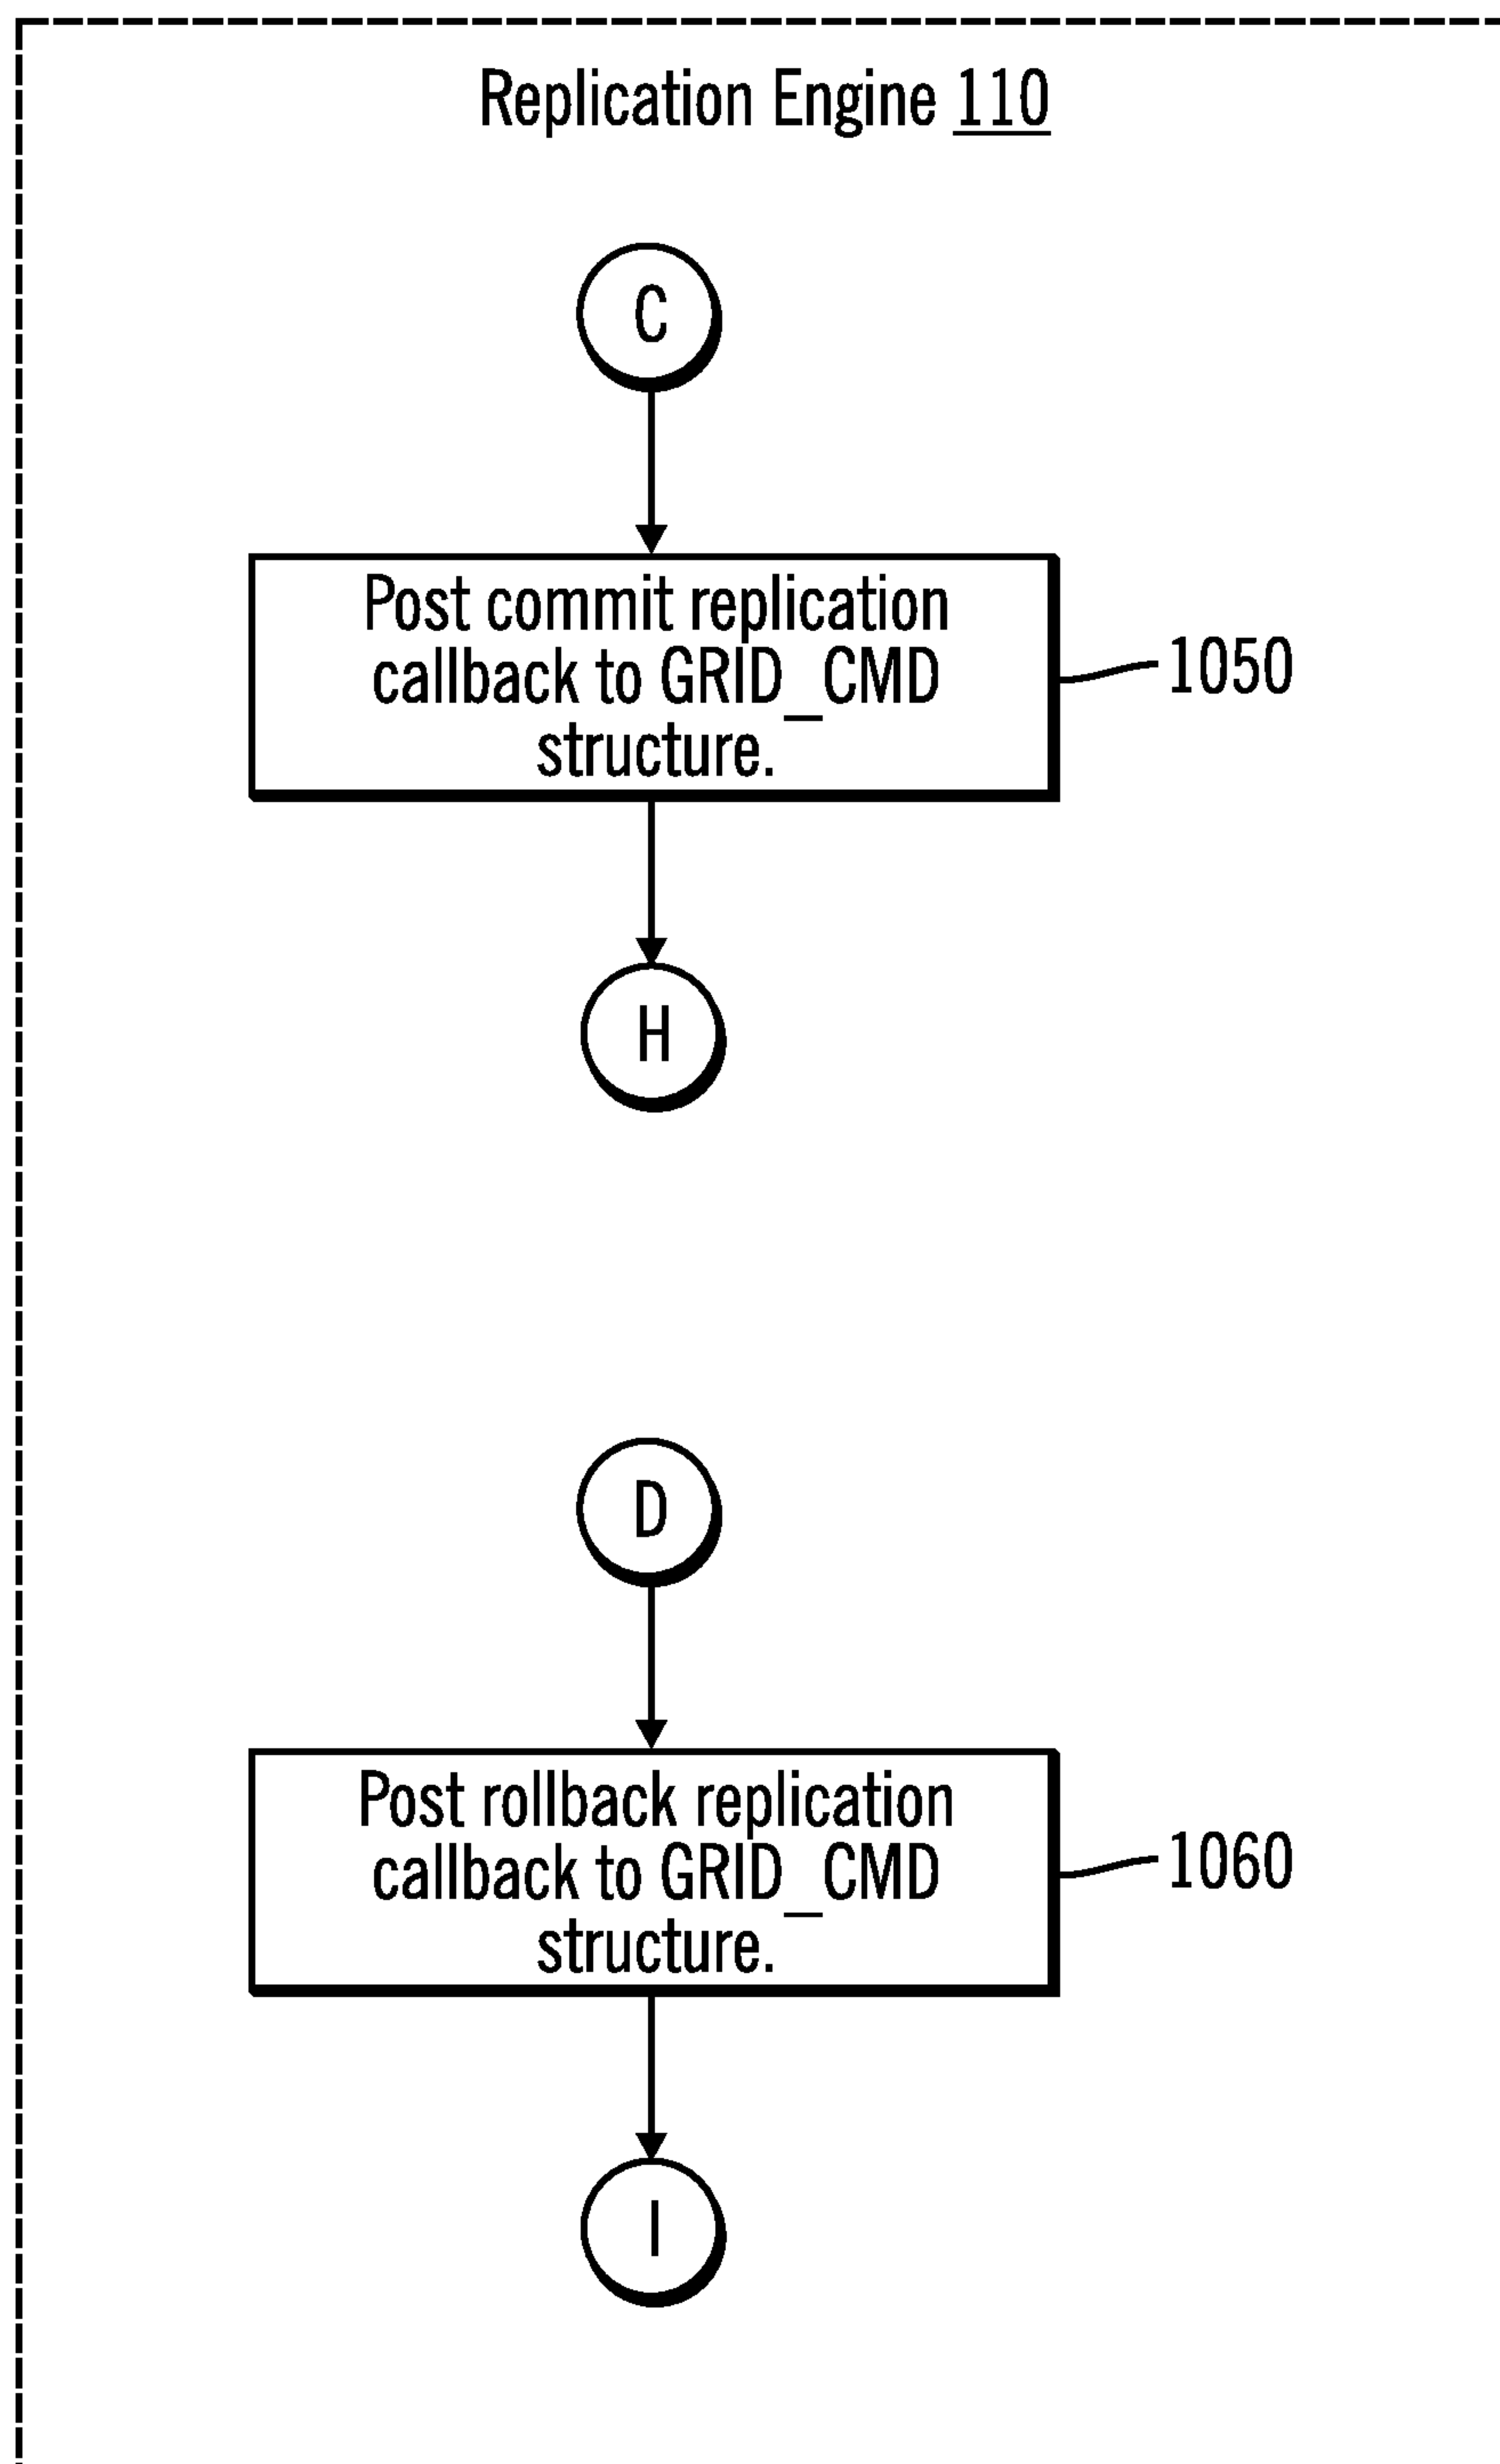 Replication Engine 110
C
Post commit replication
callback to GRID_CMD
structure.
1050
H
D
Post rollback replication
callback to GRID_CMD
structure.
1060
I